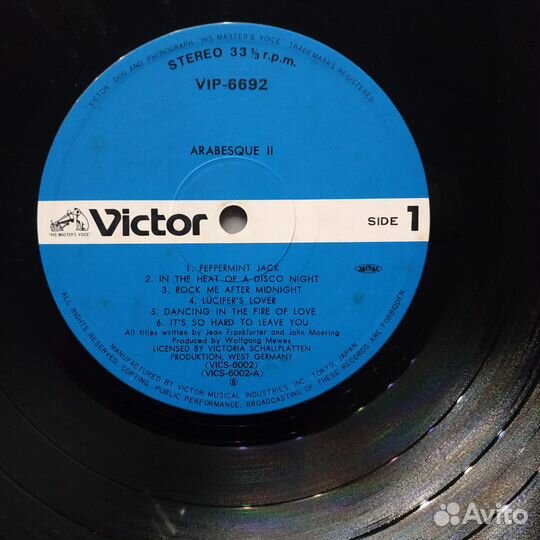 "VICTOR" DOG AND PHONOGRAPH "HIS MASTER'S VOICE" TRADEMARKS REGISTERED.
STEREO 33 ⅓ r.p.m.
VIP-6692
ARABESQUE II
"HIS MASTER'S VOICE"
Victor
SIDE 1
1. PEPPERMINT JACK
2. IN THE HEAT OF A DISCO NIGHT
3. ROCK ME AFTER MIDNIGHT
4. LUCIFER'S LOVER
5. DANCING IN THE FIRE OF LOVE
6. IT'S SO HARD TO LEAVE YOU
All titles written by Jean Frankfurter and John Moering
Produced by Wolfgang Mewes
LICENSED BY VICTORIA SCHALLPLATTEN
PRODUKTION, WEST GERMANY
(VICS-6002)
(VICS-6002-A)
MANUFACTURED BY VICTOR MUSICAL INDUSTRIES, INC. TOKYO, JAPAN
ALL RIGHTS RESERVED COPYING, PUBLIC PERFORMANCE, BROADCASTING OF THESE RECORDS ARE FORBIDDEN
Avito